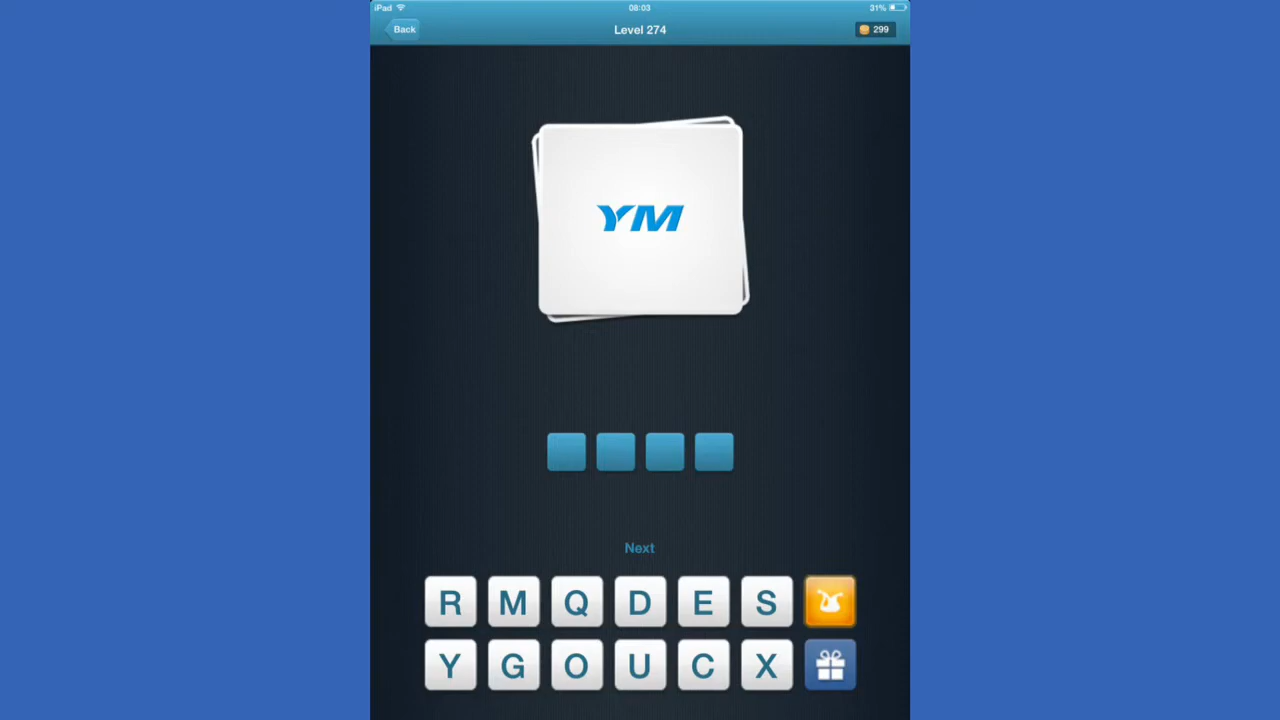 iPad 08:03 31%
Back Level 274 299
YM
Next
R M Q D E S
Y G O U C X